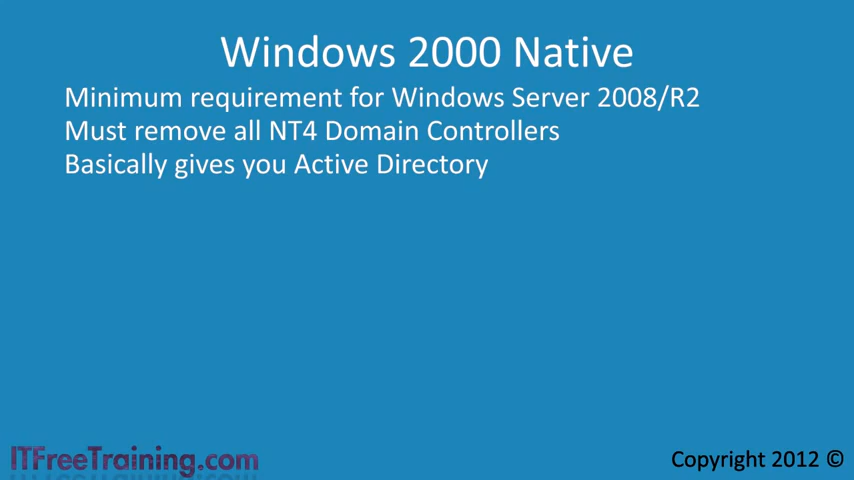 Windows 2000 Native
Minimum requirement for Windows Server 2008/R2
Must remove all NT4 Domain Controllers
Basically gives you Active Directory
ITFreeTraining.com
Copyright 2012 ©